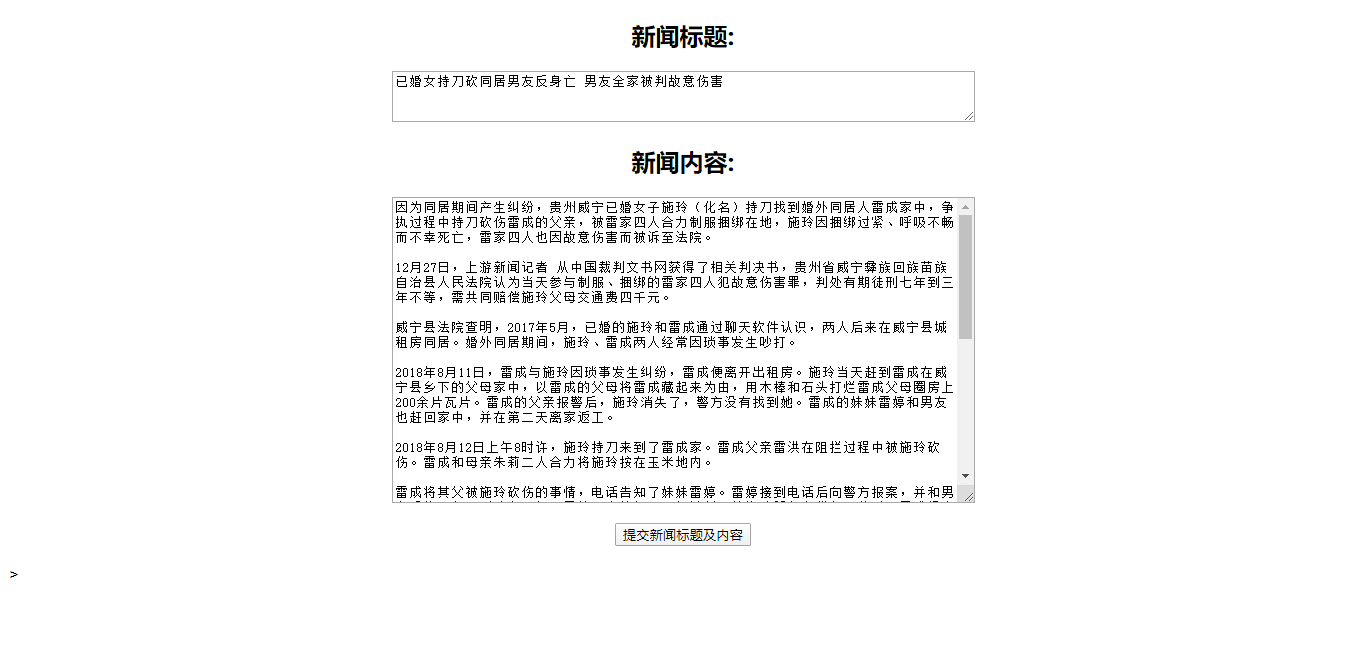 新闻标题:
已婚女持刀砍同居男友反身亡 男友全家被判故意伤害
新闻内容:
因为同居期间产生纠纷，贵州威宁已婚女子施玲（化名）持刀找到婚外同居人雷成家中，争
执过程中持刀砍伤雷成的父亲，被雷家四人合力制服捆绑在地，施玲因捆绑过紧、呼吸不畅
而不幸死亡，雷家四人也因故意伤害而被诉至法院。
12月27日，上游新闻记者 从中国裁判文书网获得了相关判决书，贵州省威宁彝族回族苗族
自治县人民法院认为当天参与制服、捆绑的雷家四人犯故意伤害罪，判处有期徒刑七年到三
年不等，需共同赔偿施玲父母交通费四千元。
威宁县法院查明，2017年5月，已婚的施玲和雷成通过聊天软件认识，两人后来在威宁县城
租房同居。婚外同居期间，施玲、雷成两人经常因琐事发生吵打。
2018年8月11日，雷成与施玲因琐事发生纠纷，雷成便离开出租房。施玲当天赶到雷成在威
宁县乡下的父母家中，以雷成的父母将雷成藏起来为由，用木棒和石头打烂雷成父母圈房上
200余片瓦片。雷成的父亲报警后，施玲消失了，警方没有找到她。雷成的妹妹雷婷和男友
也赶回家中，并在第二天离家返工。
2018年8月12日上午8时许，施玲持刀来到了雷成家。雷成父亲雷洪在阻拦过程中被施玲砍
伤。雷成和母亲朱莉二人合力将施玲按在玉米地内。
雷成将其父被施玲砍伤的事情，电话告知了妹妹雷婷。雷婷接到电话后向警方报案，并和男
提交新闻标题及内容
>